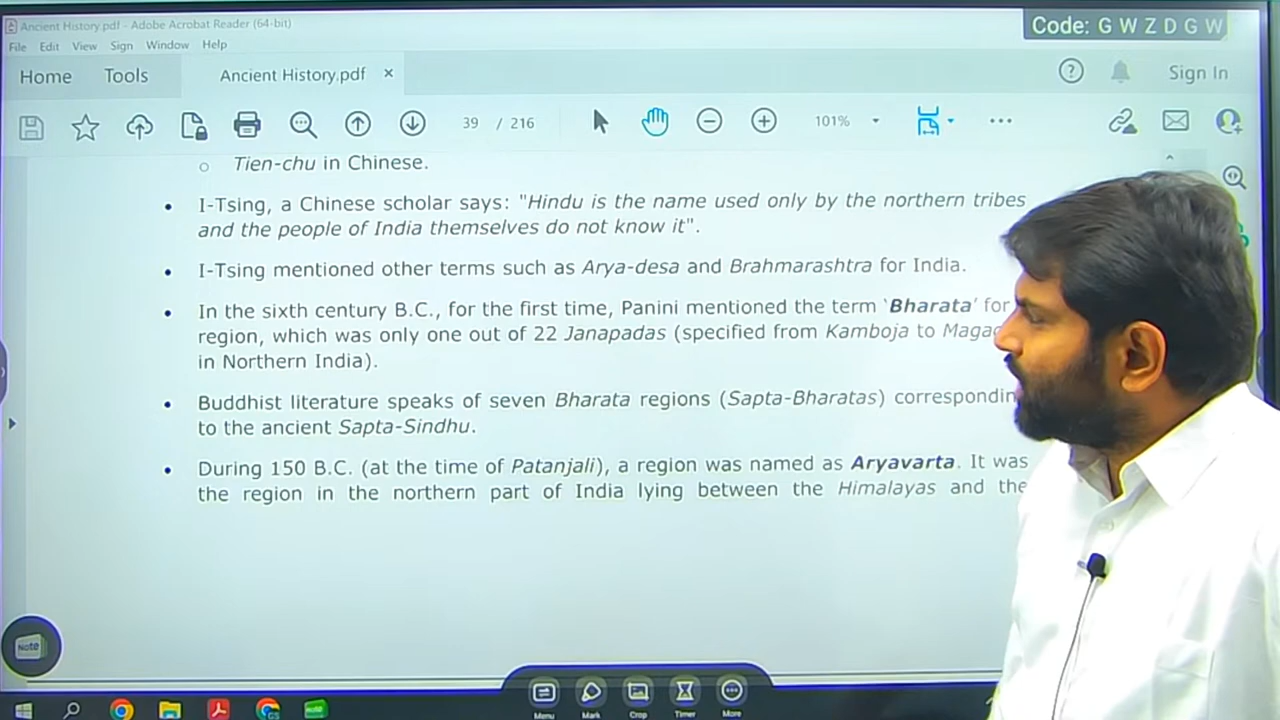 Ancient History.pdf - Adobe Acrobat Reader (64-bit)
Code: G W Z D G W
File Edit View Sign Window Help
Home Tools Ancient History.pdf × Sign In
39 / 216 101%
Tien-chu in Chinese.
I-Tsing, a Chinese scholar says: "Hindu is the name used only by the northern tribes
and the people of India themselves do not know it".
I-Tsing mentioned other terms such as Arya-desa and Brahmarashtra for India.
In the sixth century B.C., for the first time, Panini mentioned the term 'Bharata' for
region, which was only one out of 22 Janapadas (specified from Kamboja to
in Northern India).
Buddhist literature speaks of seven Bharata regions (Sapta-Bharatas)
to the ancient Sapta-Sindhu.
During 150 B.C. (at the time of Patanjali), a region was named as Aryavarta. It was
the region in the northern part of India lying between the Himalayas and the
Note
Menu Mark Crop Timer More